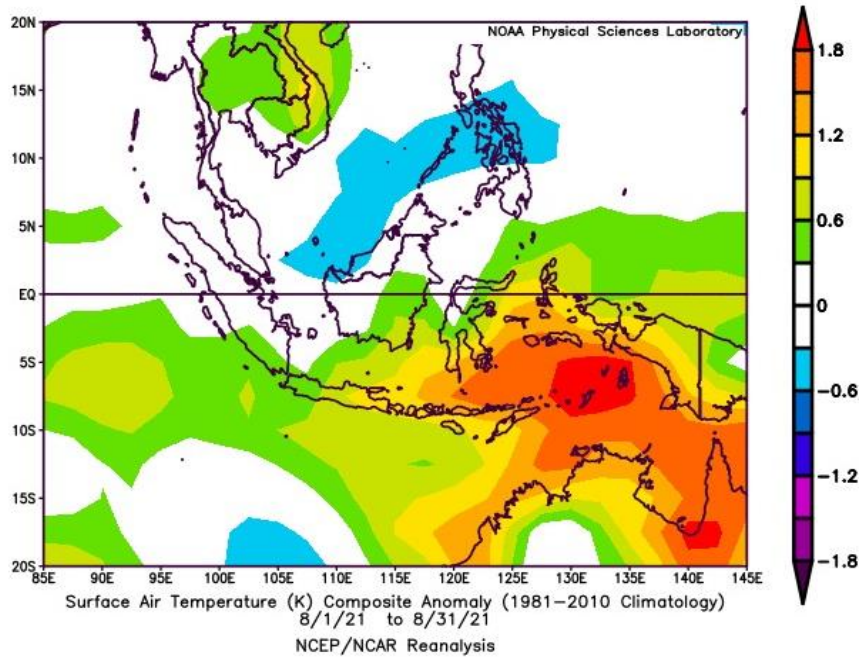 NOAA Physical Sciences Laboratory
20N
15N
10N
5N
EQ
5S
10S
15S
20S
85E 90E 95E 100E 105E 110E 115E 120E 125E 130E 135E 140E 145E
1.8
1.2
0.6
0
-0.6
-1.2
-1.8
Surface Air Temperature (K) Composite Anomaly (1981-2010 Climatology)
8/1/21 to 8/31/21
NCEP/NCAR Reanalysis